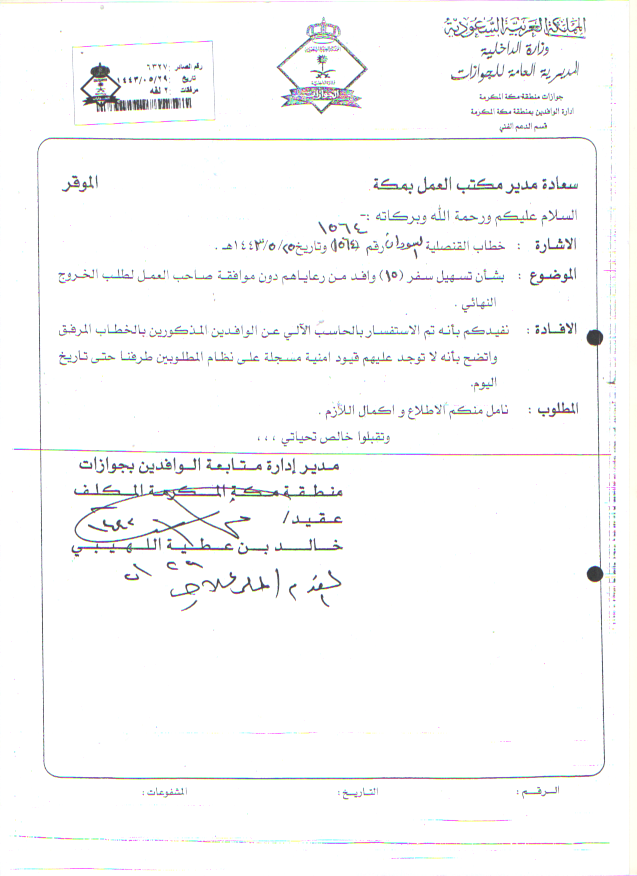 المملكة العربية السعودية
وزارة الداخلية
المديرية العامة للجوازات
جوازات منطقة مكة المكرمة
ادارة الوافدين بمنطقة مكة المكرمة
قسم الدعم الفني
رقم الصادر : ٦٣٢٧
تاريخ : ١٤٤٣/٠٥/٢٩
مرفقات : ٢ لفه
سعادة مدير مكتب العمل بمكة الموقر
السلام عليكم ورحمة الله وبركاته :-
١٥٦٤
الاشارة : خطاب القنصلية السودان رقم (١٥٦٤) وتاريخ ١٤٤٣/٥/٢٥هـ .
الموضوع : بشأن تسهيل سفر (١٥) وافد من رعاياهم دون موافقة صاحب العمل لطلب الخروج
النهائي .
الافادة : نفيدكم بأنه تم الاستفسار بالحاسب الآلي عن الوافدين المذكورين بالخطاب المرفق
واتضح بأنه لا توجد عليهم قيود امنية مسجلة على نظام المطلوبين طرفنا حتى تاريخ
اليوم.
المطلوب : نامل منكم الاطلاع و اكمال اللازم .
وتقبلوا خالص تحياتي ،،،
مدير إدارة متابعة الوافدين بجوازات
منطقة مكة المكرمة المكلف
عقيد/
خالد بن عطية اللهيبي
الرقم : التاريخ : المشفوعات :